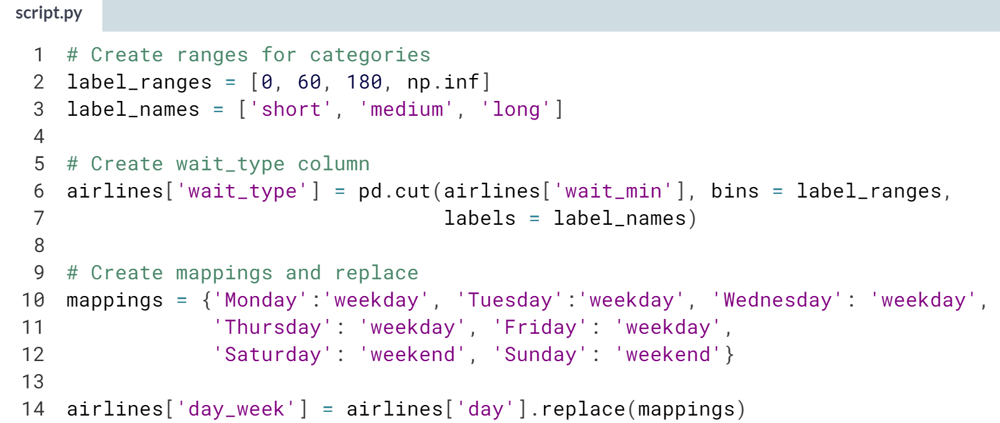 script.py
1 # Create ranges for categories
2 label_ranges = [0, 60, 180, np.inf]
3 label_names = ['short', 'medium', 'long']
4
5 # Create wait_type column
6 airlines['wait_type'] = pd.cut(airlines['wait_min'], bins = label_ranges,
7                                labels = label_names)
8
9 # Create mappings and replace
10 mappings = {'Monday':'weekday', 'Tuesday':'weekday', 'Wednesday': 'weekday',
11             'Thursday': 'weekday', 'Friday': 'weekday',
12             'Saturday': 'weekend', 'Sunday': 'weekend'}
13
14 airlines['day_week'] = airlines['day'].replace(mappings)